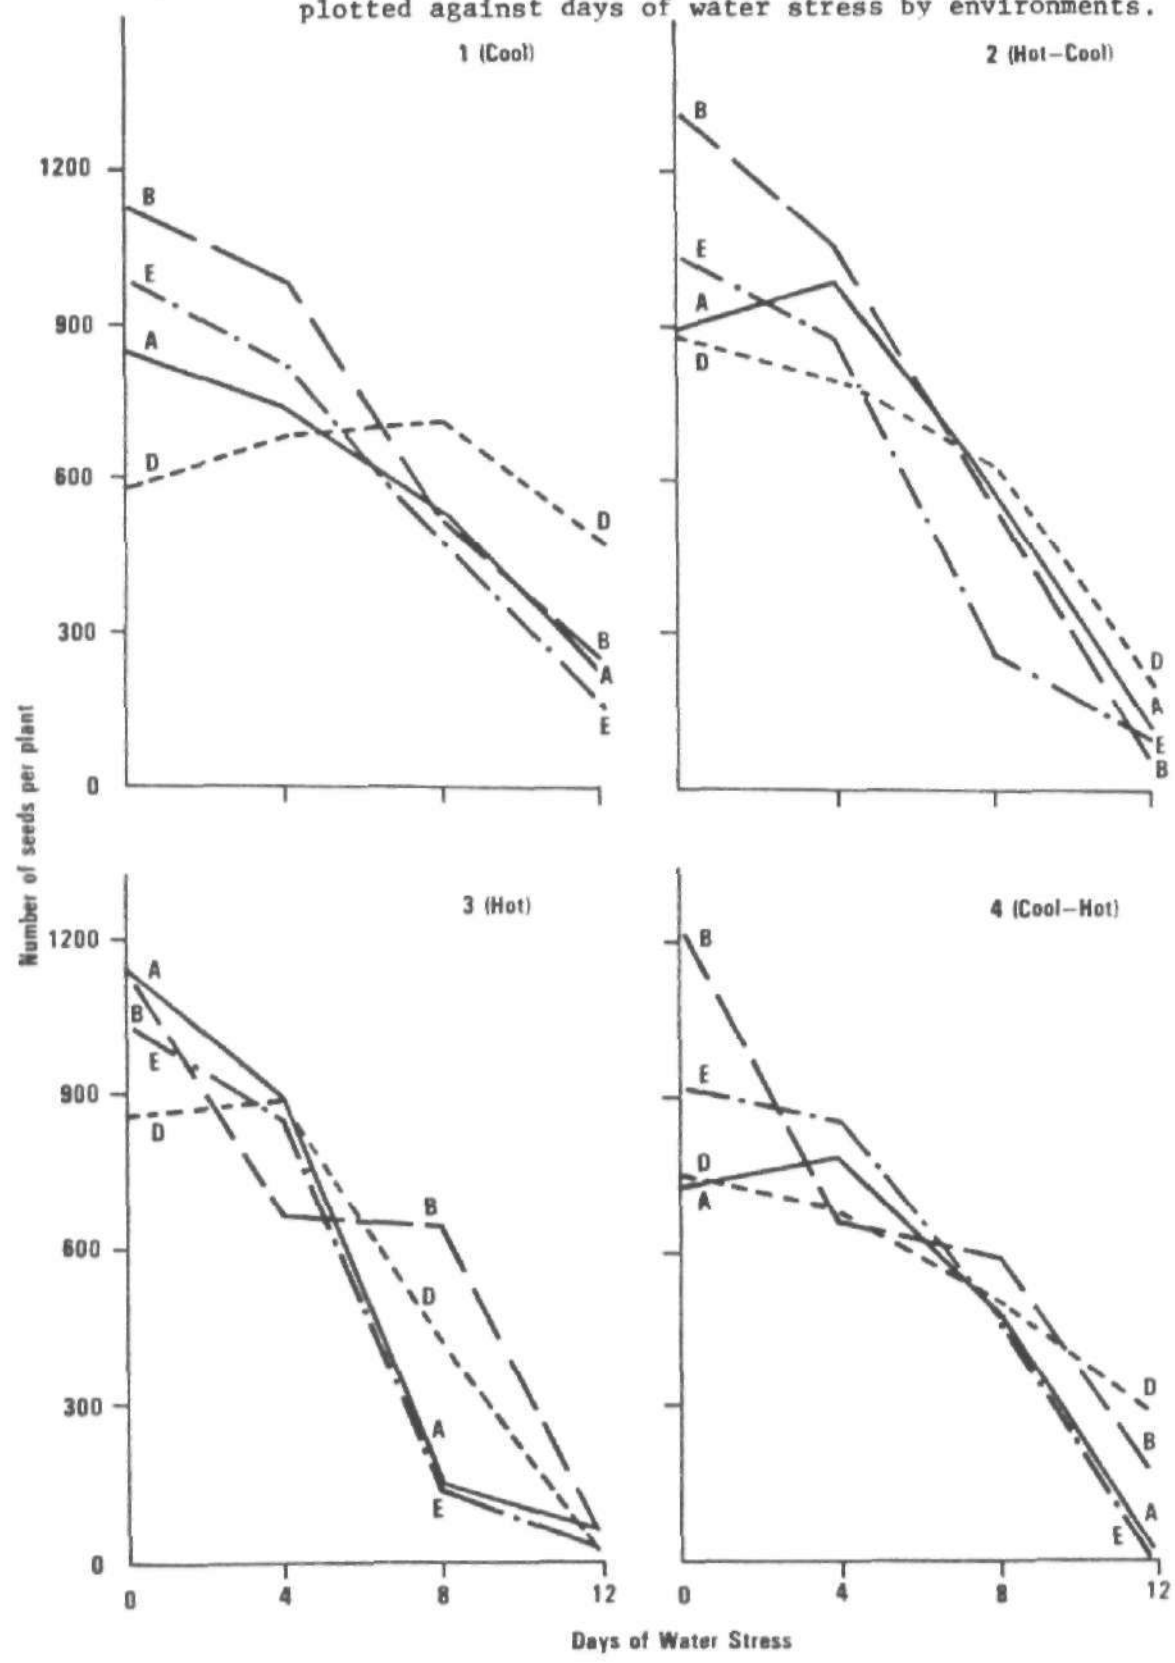 plotted against days of water stress by environments.
1 (Cool)
2 (Hot-Cool)
1200
900
600
300
0
B
E
A
D
D
B
A
E
B
E
A
D
D
A
E
B
Number of seeds per plant
3 (Hot)
4 (Cool-Hot)
1200
900
600
300
0
A
B
E
D
B
D
A
E
B
E
D
A
D
B
A
E
0
4
8
12
0
4
8
12
Days of Water Stress